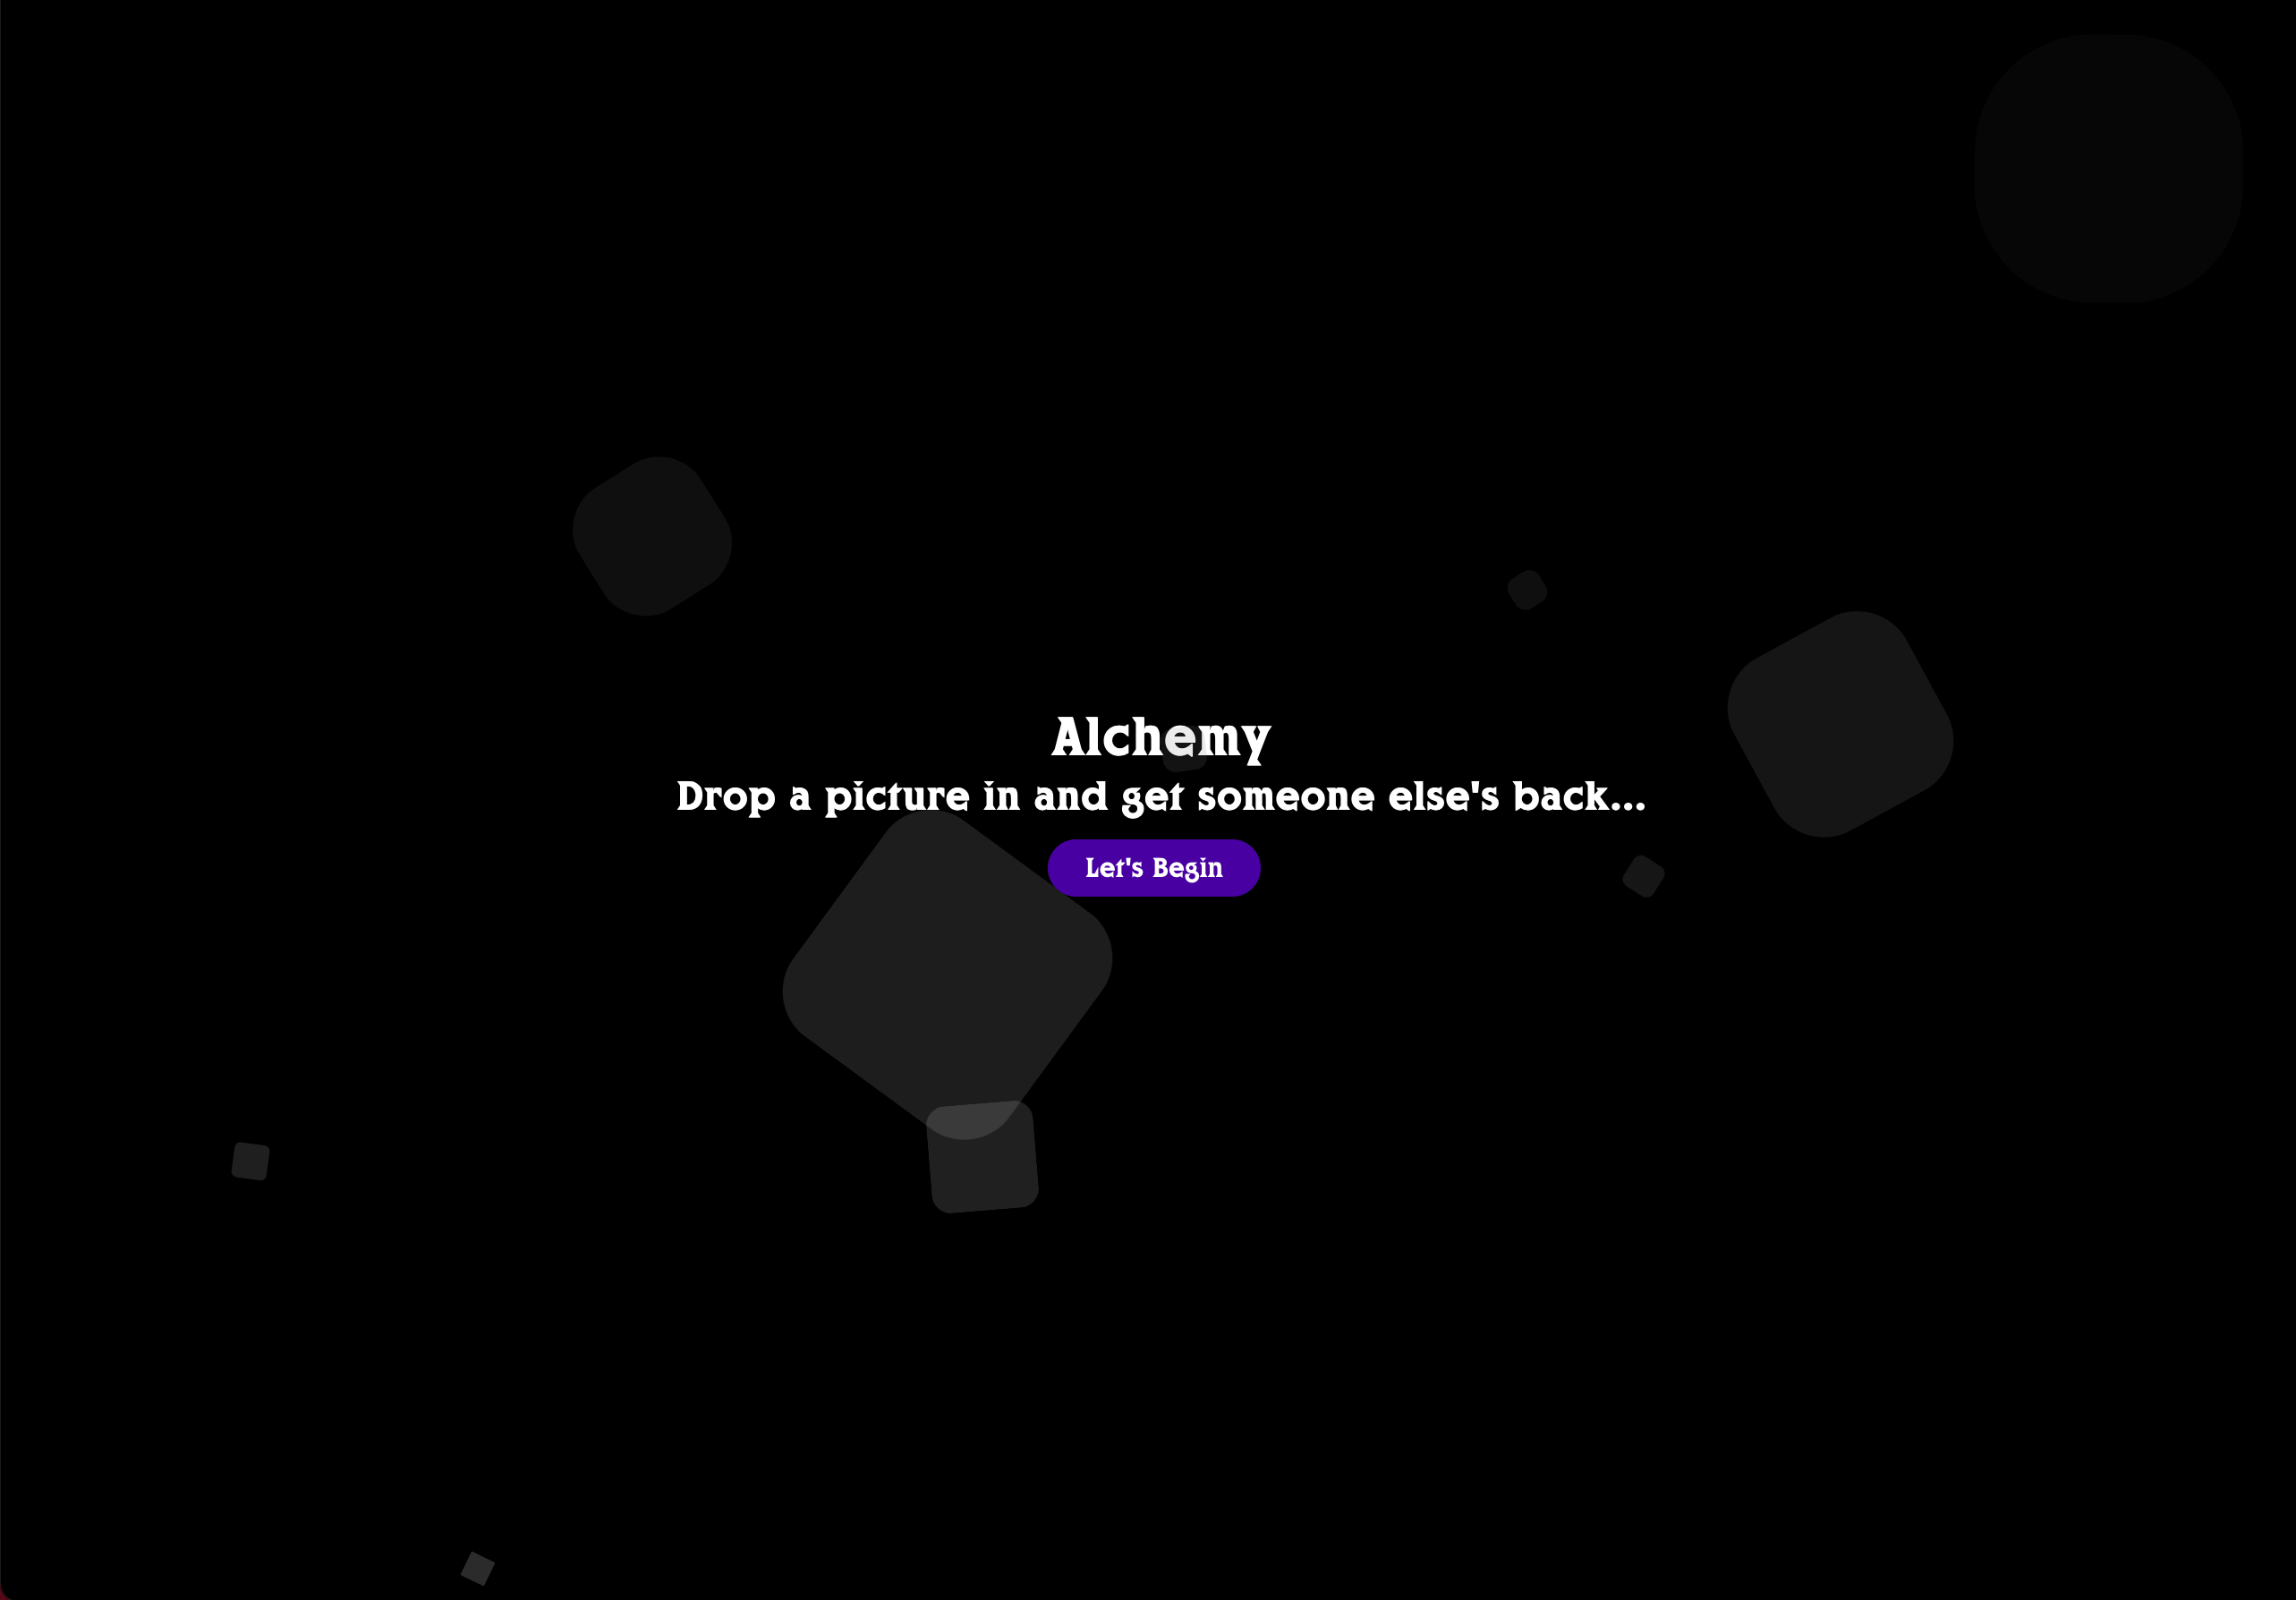 Alchemy
Drop a picture in and get someone else's back...
Let's Begin